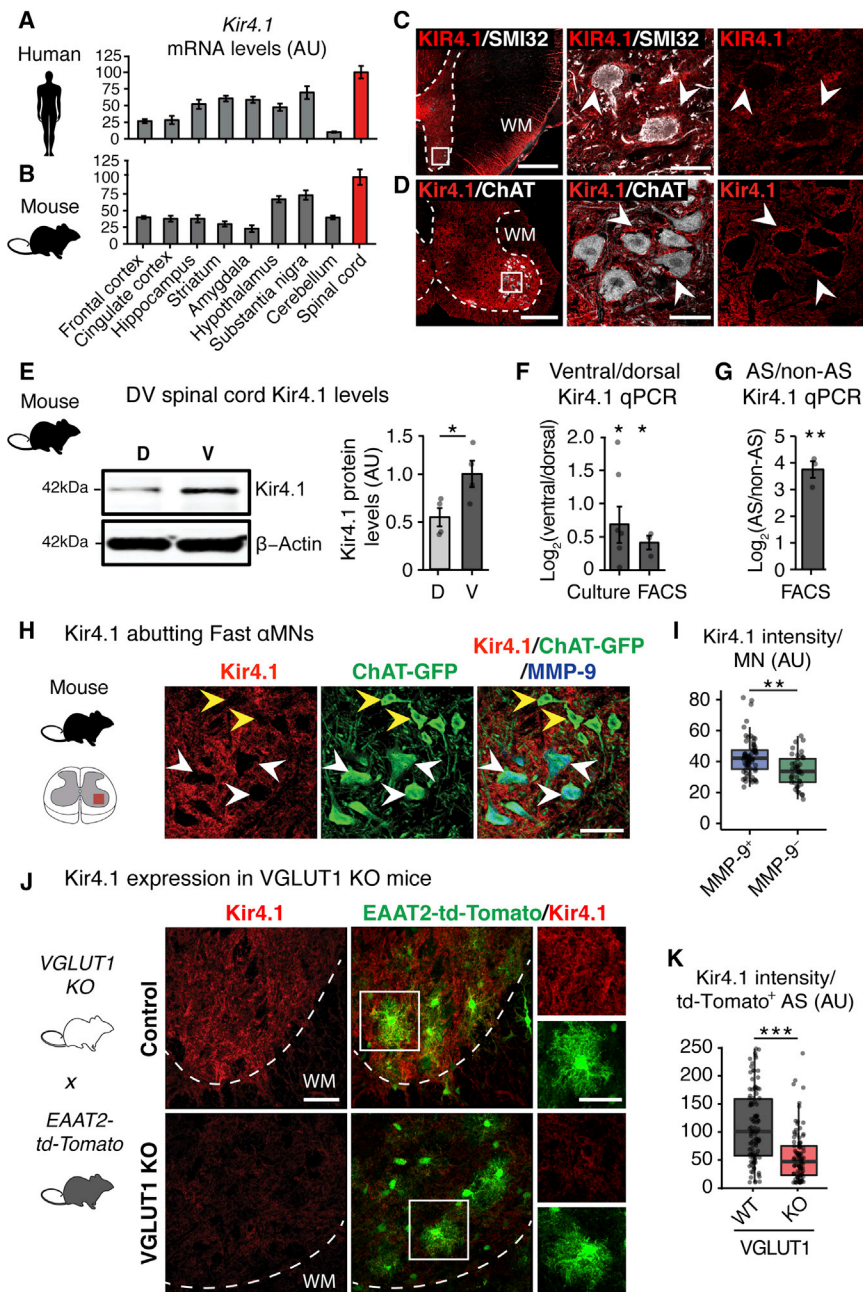 A
Kir4.1
mRNA levels (AU)
Human
125
100
75
50
25
0
B
Mouse
125
100
75
50
25
0
Frontal cortex
Cingulate cortex
Hippocampus
Striatum
Amygdala
Hypothalamus
Substantia nigra
Cerebellum
Spinal cord
C
KIR4.1/SMI32
KIR4.1/SMI32
KIR4.1
WM
D
Kir4.1/ChAT
Kir4.1/ChAT
Kir4.1
WM
E
Mouse
DV spinal cord Kir4.1 levels
D V
42kDa
Kir4.1
42kDa
β–Actin
Kir4.1 protein
levels (AU)
1.5
1.0
0.5
0
*
D V
F
Ventral/dorsal
Kir4.1 qPCR
* *
Log2(ventral/dorsal)
2.0
1.5
1.0
0.5
0.0
Culture FACS
G
AS/non-AS
Kir4.1 qPCR
**
Log2(AS/non-AS)
5
4
3
2
1
0
FACS
H
Kir4.1 abutting Fast αMNs
Mouse
Kir4.1
ChAT-GFP
Kir4.1/ChAT-GFP
/MMP-9
I
Kir4.1 intensity/
MN (AU)
**
80
60
40
20
0
MMP-9+
MMP-9−
J
Kir4.1 expression in VGLUT1 KO mice
Kir4.1
EAAT2-td-Tomato/Kir4.1
VGLUT1
KO
x
EAAT2-
td-Tomato
Control
WM
VGLUT1 KO
WM
K
Kir4.1 intensity/
td-Tomato+ AS (AU)
***
250
200
150
100
50
0
WT
KO
VGLUT1